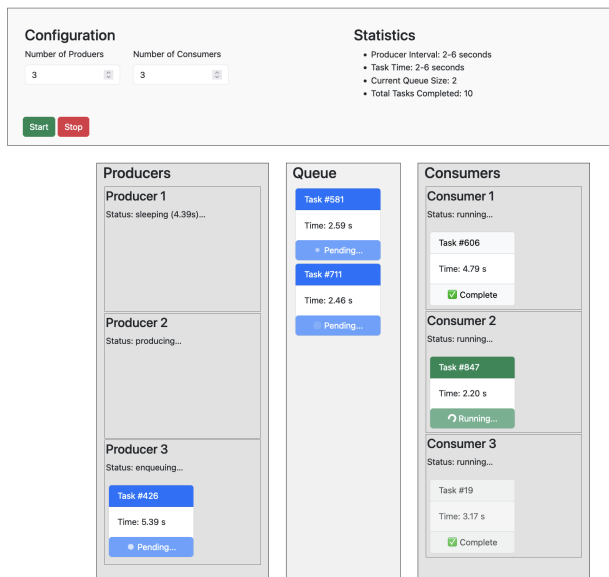 Configuration
Number of Produers
Number of Consumers
3
3
Start
Stop
Statistics
Producer Interval: 2-6 seconds
Task Time: 2-6 seconds
Current Queue Size: 2
Total Tasks Completed: 10
Producers
Producer 1
Status: sleeping (4.39s)...
Producer 2
Status: producing...
Producer 3
Status: enqueuing...
Task #426
Time: 5.39 s
Pending...
Queue
Task #581
Time: 2.59 s
Pending...
Task #711
Time: 2.46 s
Pending...
Consumers
Consumer 1
Status: running...
Task #606
Time: 4.79 s
✅ Complete
Consumer 2
Status: running...
Task #847
Time: 2.20 s
Running...
Consumer 3
Status: running...
Task #19
Time: 3.17 s
✅ Complete